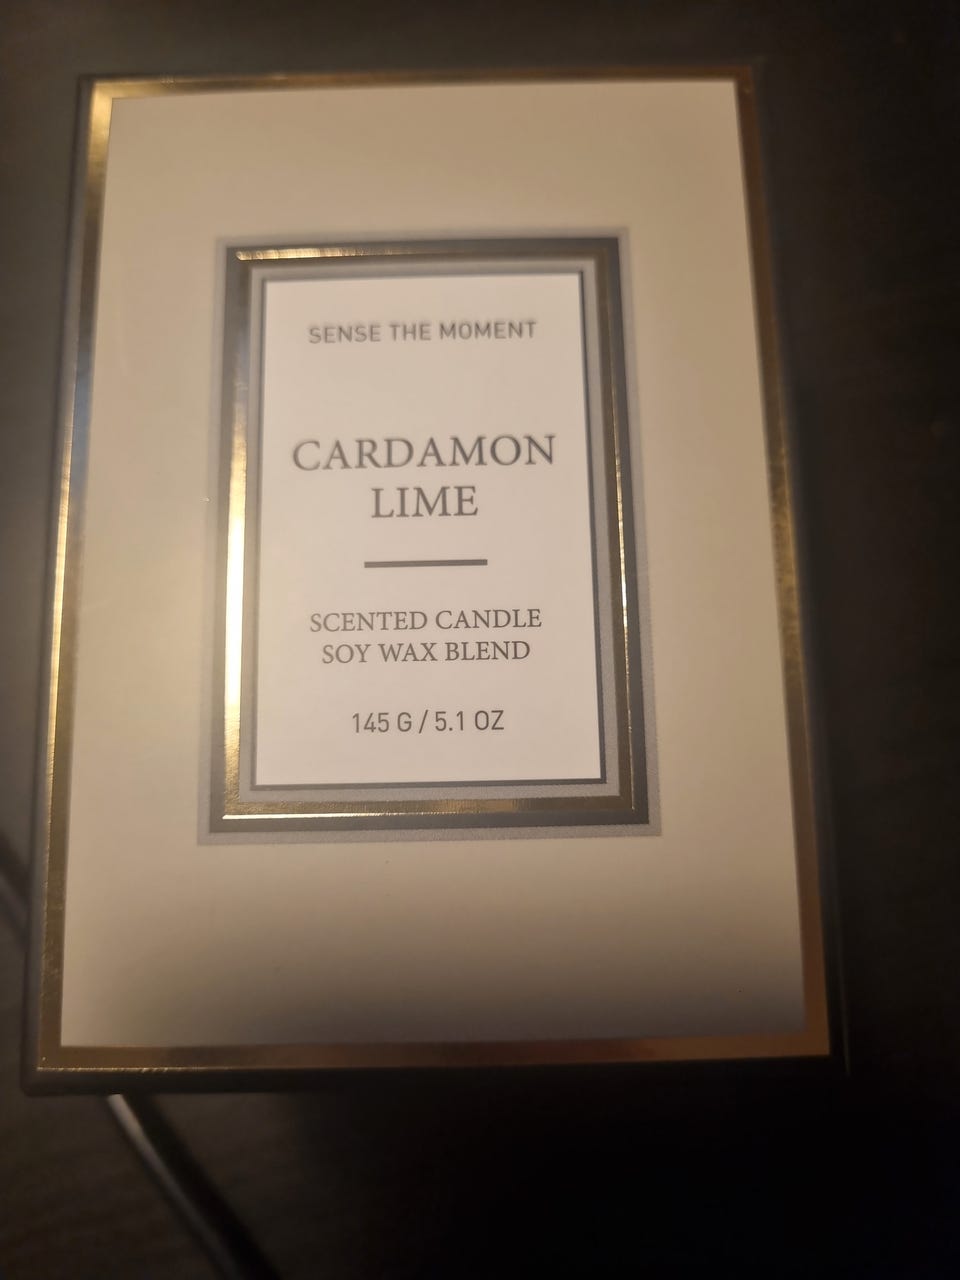 SENSE THE MOMENT
CARDAMON
LIME
SCENTED CANDLE
SOY WAX BLEND
145 G / 5.1 OZ